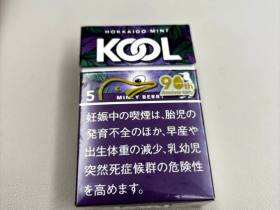 HOKKAIDO MINT
KOOL
5
90th
MINTY BERRY
妊娠中の喫煙は、胎児の
発育不全のほか、早産や
出生体重の減少、乳幼児
突然死症候群の危険性
を高めます。